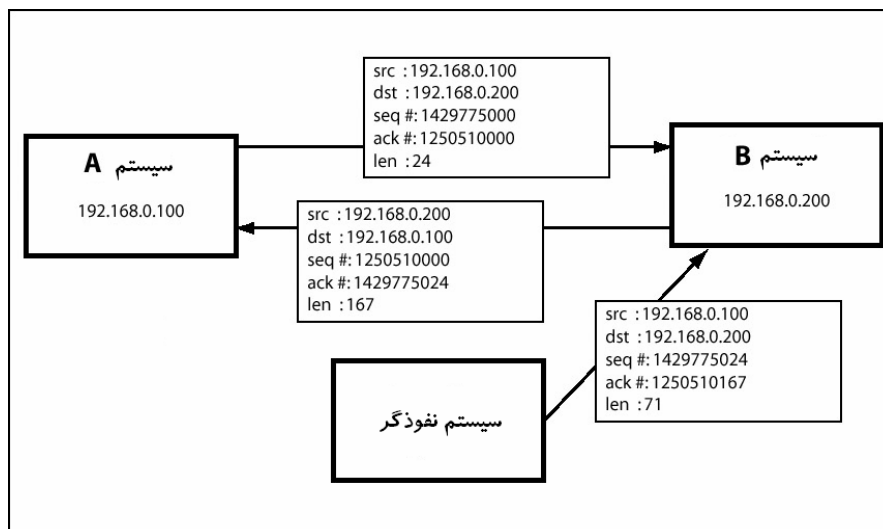 src : 192.168.0.100
dst : 192.168.0.200
seq #: 1429775000
ack #: 1250510000
len : 24
سیستم A
192.168.0.100
سیستم B
192.168.0.200
src : 192.168.0.200
dst : 192.168.0.100
seq #: 1250510000
ack #: 1429775024
len : 167
src : 192.168.0.100
dst : 192.168.0.200
seq #: 1429775024
ack #: 1250510167
len : 71
سیستم نفوذگر